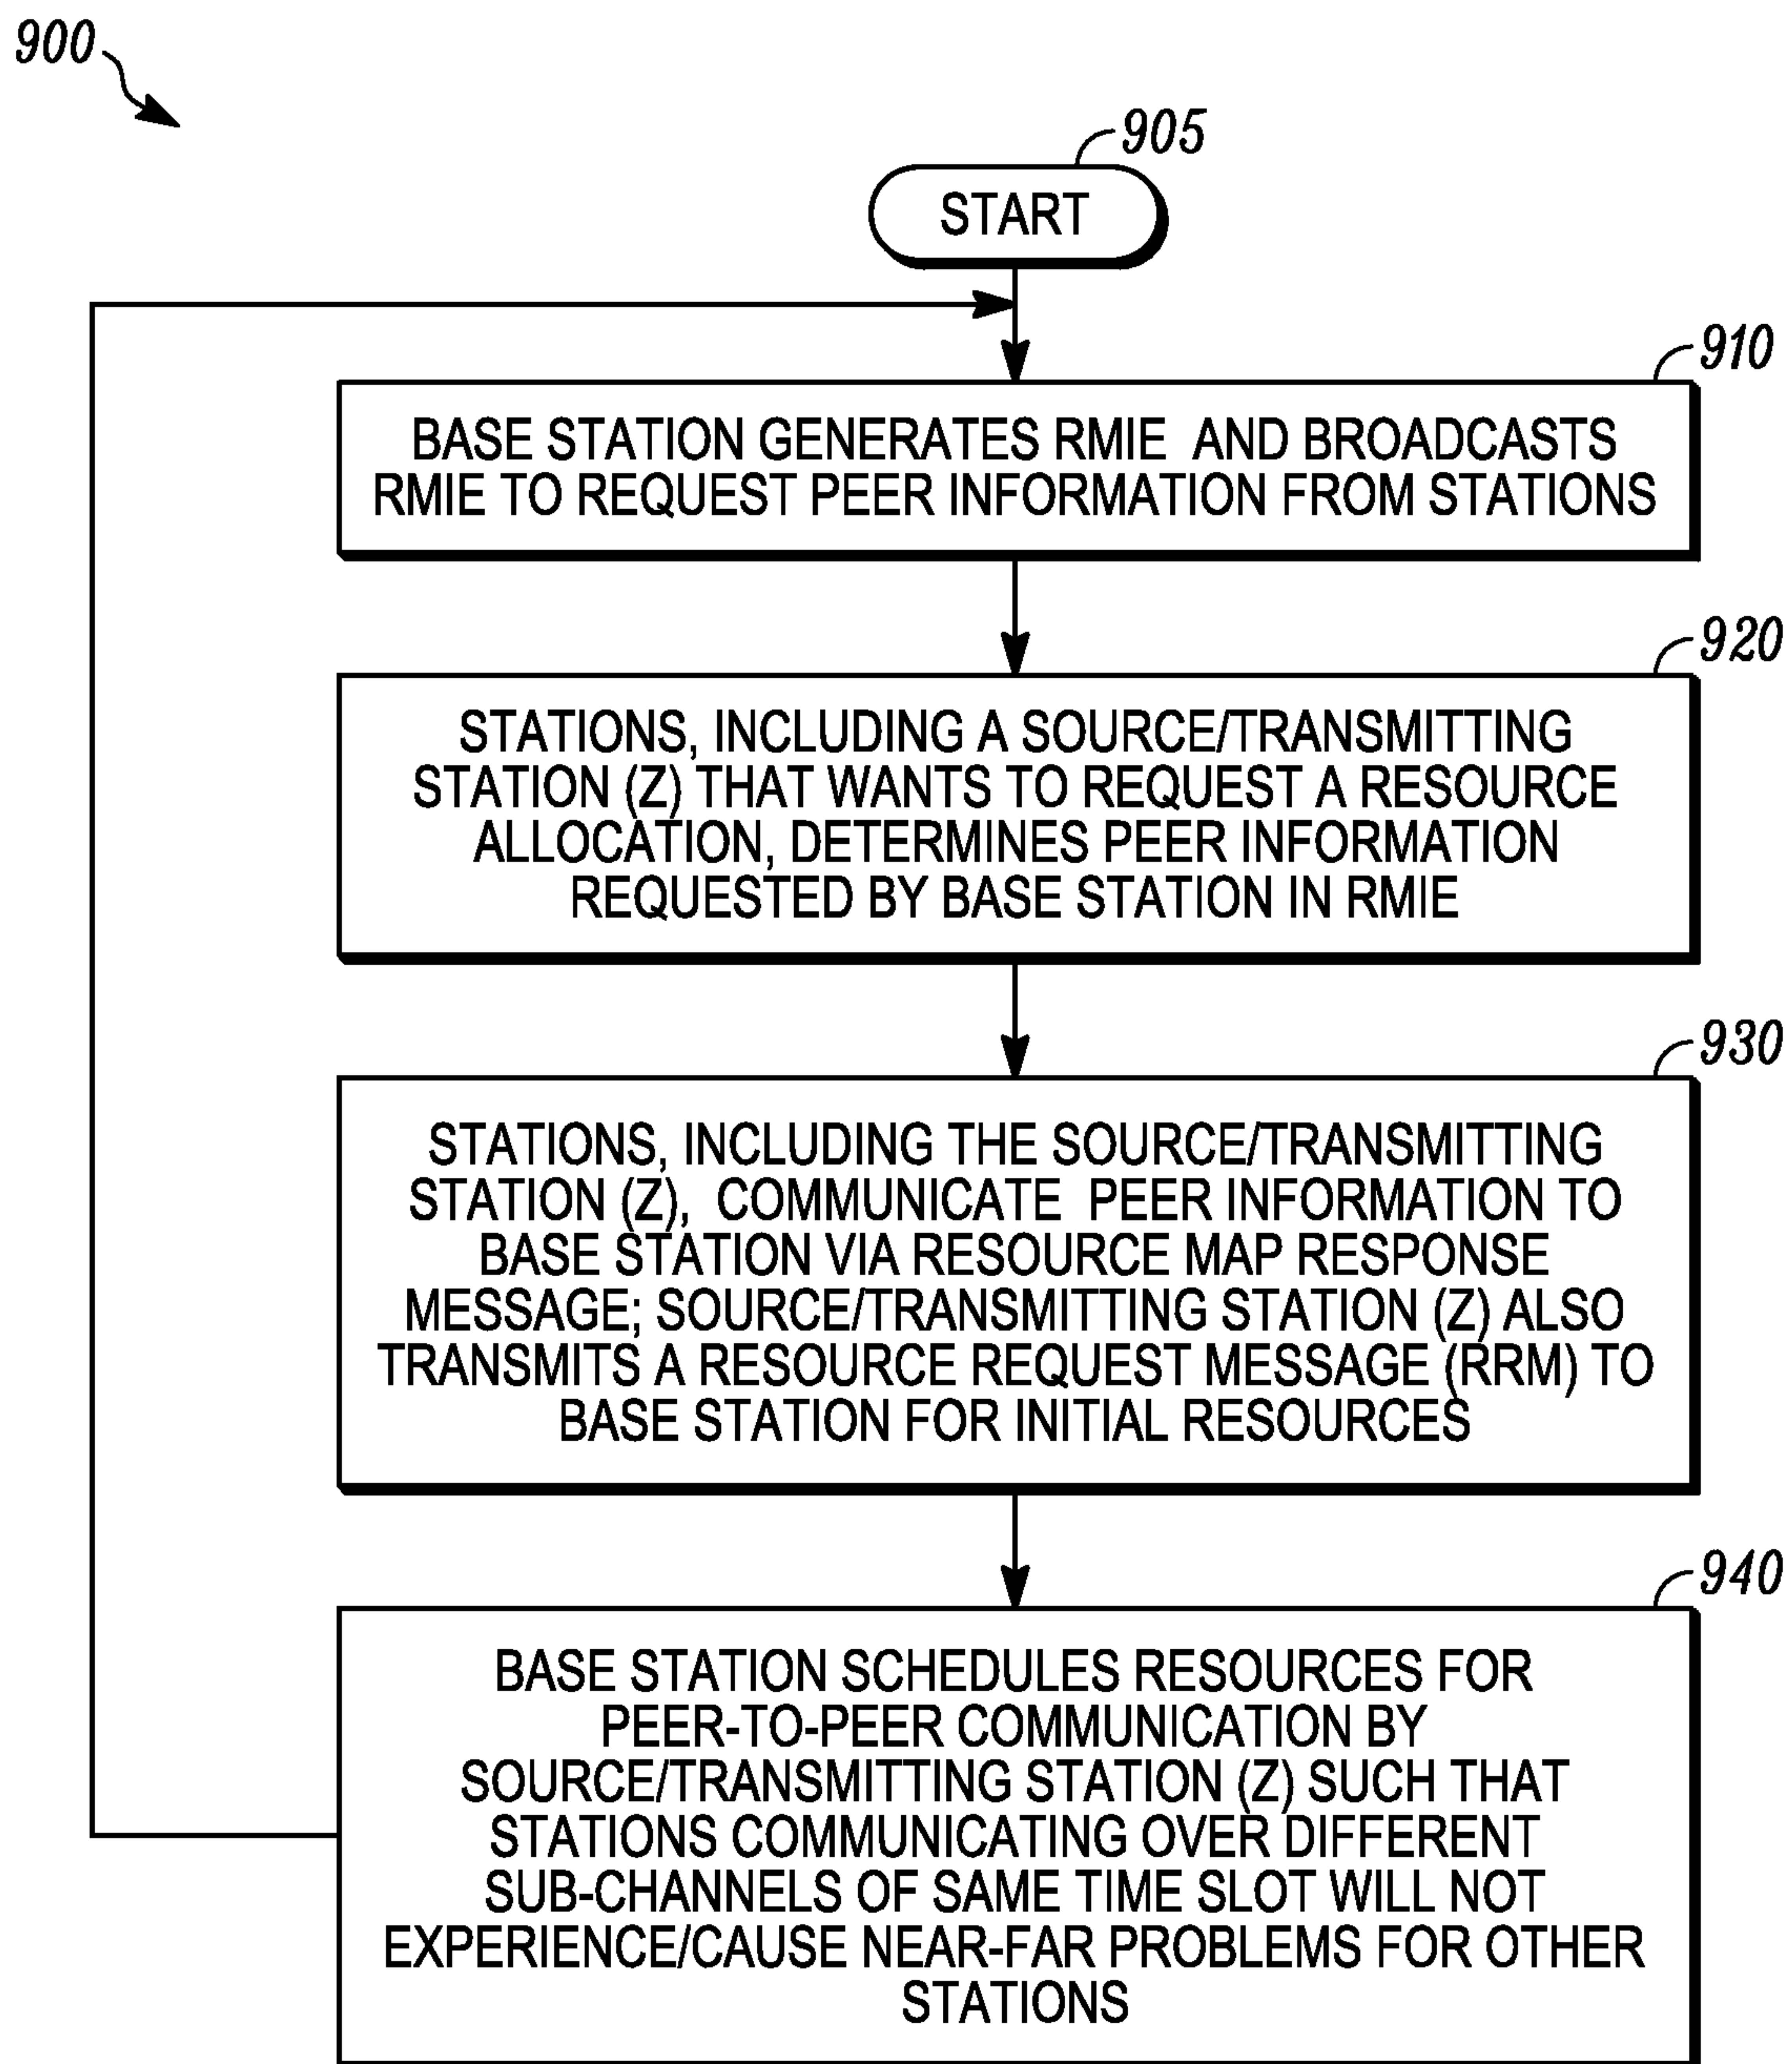 900
905
START
910
BASE STATION GENERATES RMIE AND BROADCASTS
RMIE TO REQUEST PEER INFORMATION FROM STATIONS
920
STATIONS, INCLUDING A SOURCE/TRANSMITTING
STATION (Z) THAT WANTS TO REQUEST A RESOURCE
ALLOCATION, DETERMINES PEER INFORMATION
REQUESTED BY BASE STATION IN RMIE
930
STATIONS, INCLUDING THE SOURCE/TRANSMITTING
STATION (Z), COMMUNICATE PEER INFORMATION TO
BASE STATION VIA RESOURCE MAP RESPONSE
MESSAGE; SOURCE/TRANSMITTING STATION (Z) ALSO
TRANSMITS A RESOURCE REQUEST MESSAGE (RRM) TO
BASE STATION FOR INITIAL RESOURCES
940
BASE STATION SCHEDULES RESOURCES FOR
PEER-TO-PEER COMMUNICATION BY
SOURCE/TRANSMITTING STATION (Z) SUCH THAT
STATIONS COMMUNICATING OVER DIFFERENT
SUB-CHANNELS OF SAME TIME SLOT WILL NOT
EXPERIENCE/CAUSE NEAR-FAR PROBLEMS FOR OTHER
STATIONS